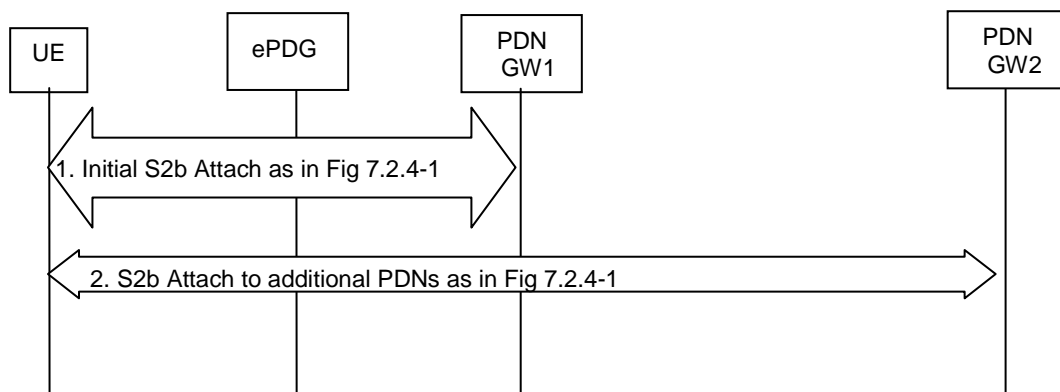 UE
ePDG
PDN
GW1
PDN
GW2
1. Initial S2b Attach as in Fig 7.2.4-1
2. S2b Attach to additional PDNs as in Fig 7.2.4-1